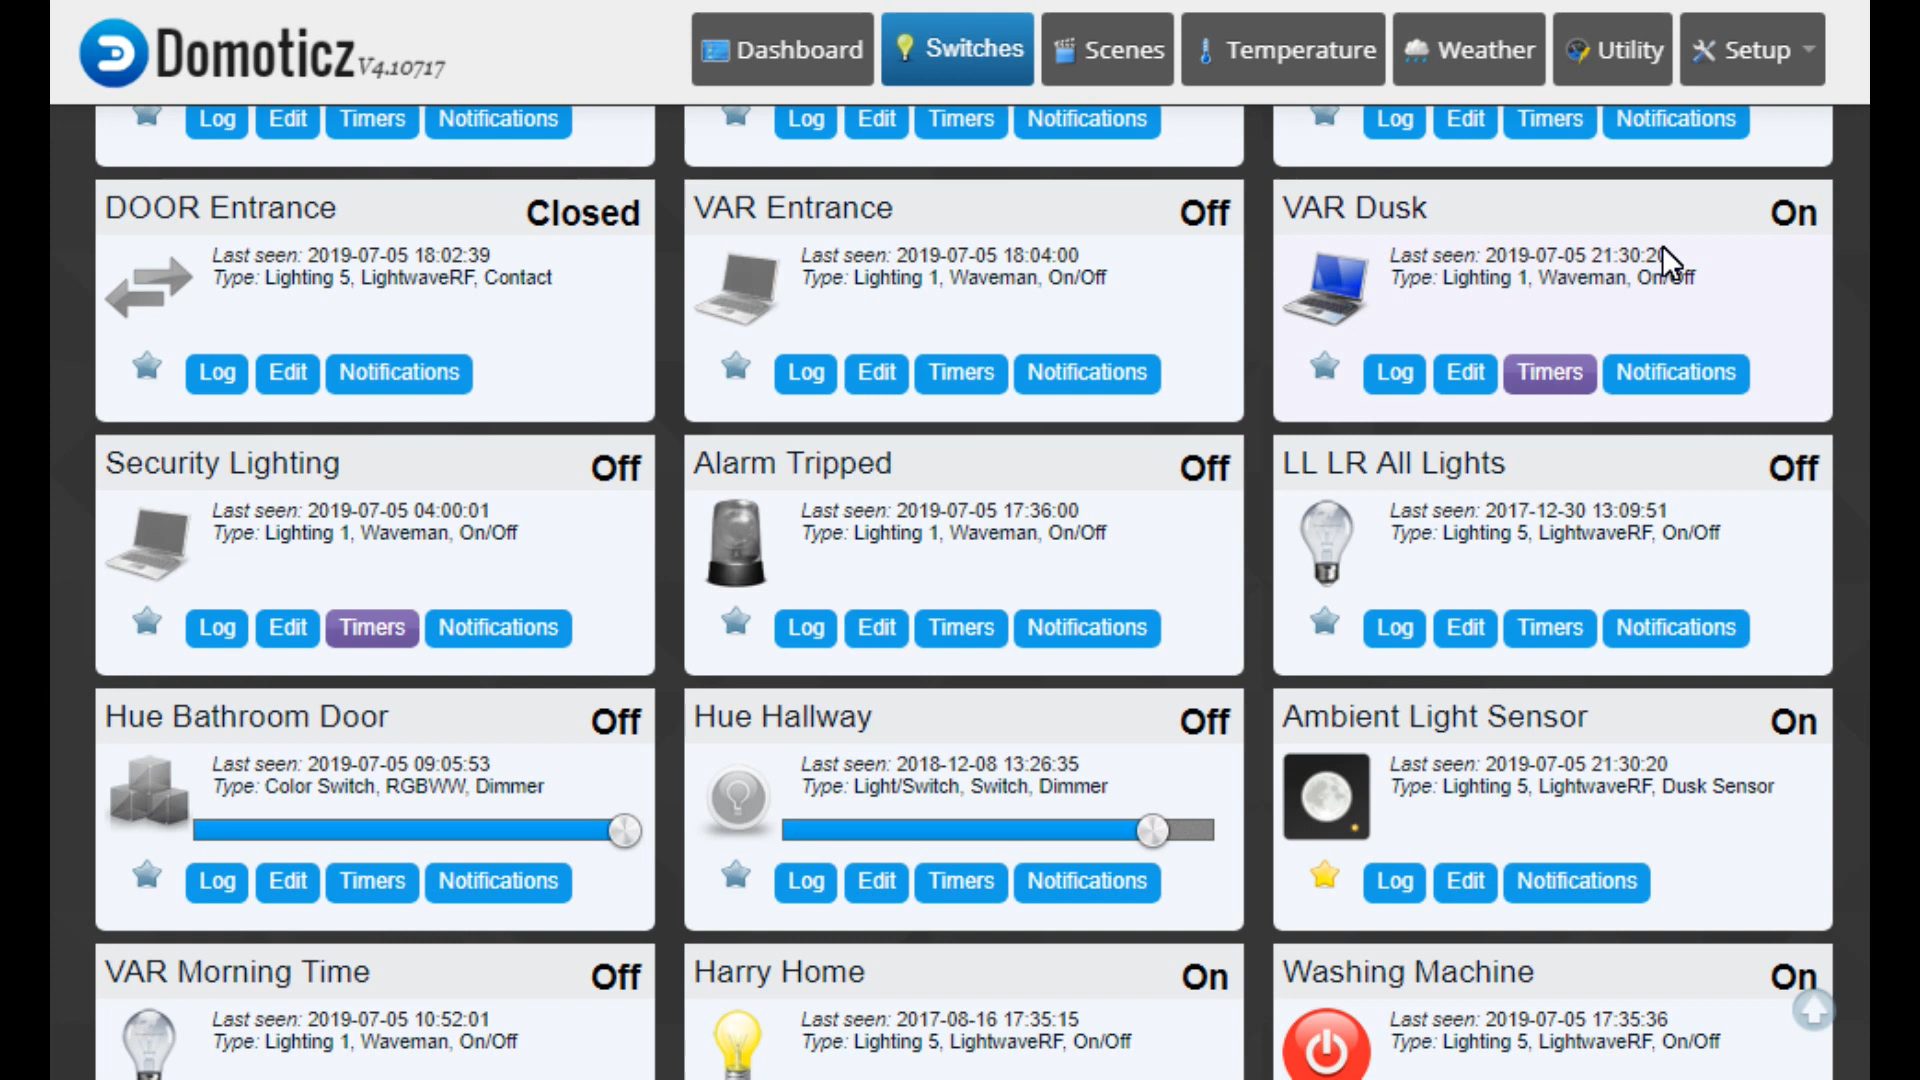 Domoticz V4.10717
Dashboard Switches Scenes Temperature Weather Utility Setup
Log Edit Timers Notifications Log Edit Timers Notifications Log Edit Timers Notifications
DOOR Entrance Closed
Last seen: 2019-07-05 18:02:39
Type: Lighting 5, LightwaveRF, Contact
Log Edit Notifications
VAR Entrance Off
Last seen: 2019-07-05 18:04:00
Type: Lighting 1, Waveman, On/Off
Log Edit Timers Notifications
VAR Dusk On
Last seen: 2019-07-05 21:30:20
Type: Lighting 1, Waveman, On/Off
Log Edit Timers Notifications
Security Lighting Off
Last seen: 2019-07-05 04:00:01
Type: Lighting 1, Waveman, On/Off
Log Edit Timers Notifications
Alarm Tripped Off
Last seen: 2019-07-05 17:36:00
Type: Lighting 1, Waveman, On/Off
Log Edit Timers Notifications
LL LR All Lights Off
Last seen: 2017-12-30 13:09:51
Type: Lighting 5, LightwaveRF, On/Off
Log Edit Timers Notifications
Hue Bathroom Door Off
Last seen: 2019-07-05 09:05:53
Type: Color Switch, RGBWW, Dimmer
Log Edit Timers Notifications
Hue Hallway Off
Last seen: 2018-12-08 13:26:35
Type: Light/Switch, Switch, Dimmer
Log Edit Timers Notifications
Ambient Light Sensor On
Last seen: 2019-07-05 21:30:20
Type: Lighting 5, LightwaveRF, Dusk Sensor
Log Edit Notifications
VAR Morning Time Off
Last seen: 2019-07-05 10:52:01
Type: Lighting 1, Waveman, On/Off
Harry Home On
Last seen: 2017-08-16 17:35:15
Type: Lighting 5, LightwaveRF, On/Off
Washing Machine On
Last seen: 2019-07-05 17:35:36
Type: Lighting 5, LightwaveRF, On/Off